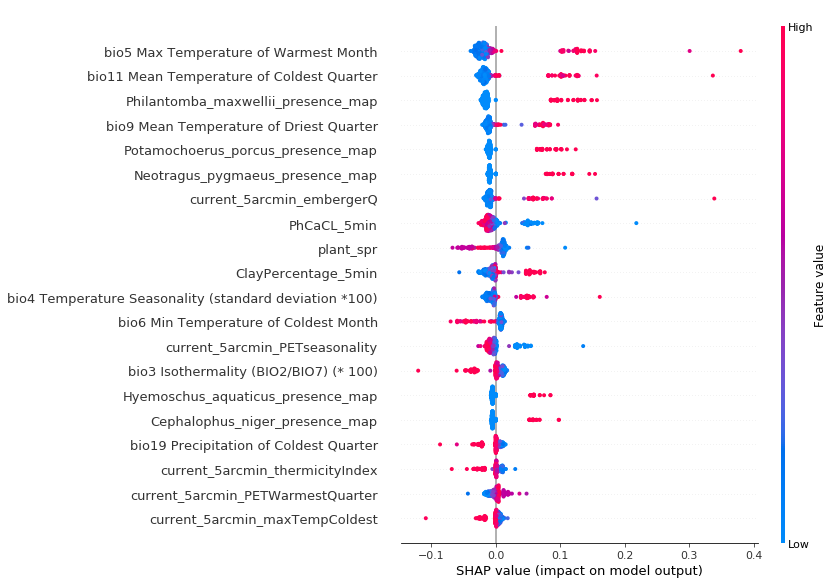 High
bio5 Max Temperature of Warmest Month
bio11 Mean Temperature of Coldest Quarter
Philantomba_maxwellii_presence_map
bio9 Mean Temperature of Driest Quarter
Potamochoerus_porcus_presence_map
Neotragus_pygmaeus_presence_map
current_5arcmin_embergerQ
PhCaCL_5min
plant_spr
ClayPercentage_5min
bio4 Temperature Seasonality (standard deviation *100)
bio6 Min Temperature of Coldest Month
current_5arcmin_PETseasonality
bio3 Isothermality (BIO2/BIO7) (* 100)
Hyemoschus_aquaticus_presence_map
Cephalophus_niger_presence_map
bio19 Precipitation of Coldest Quarter
current_5arcmin_thermicityIndex
current_5arcmin_PETWarmestQuarter
current_5arcmin_maxTempColdest
Feature value
Low
−0.1 0.0 0.1 0.2 0.3 0.4
SHAP value (impact on model output)